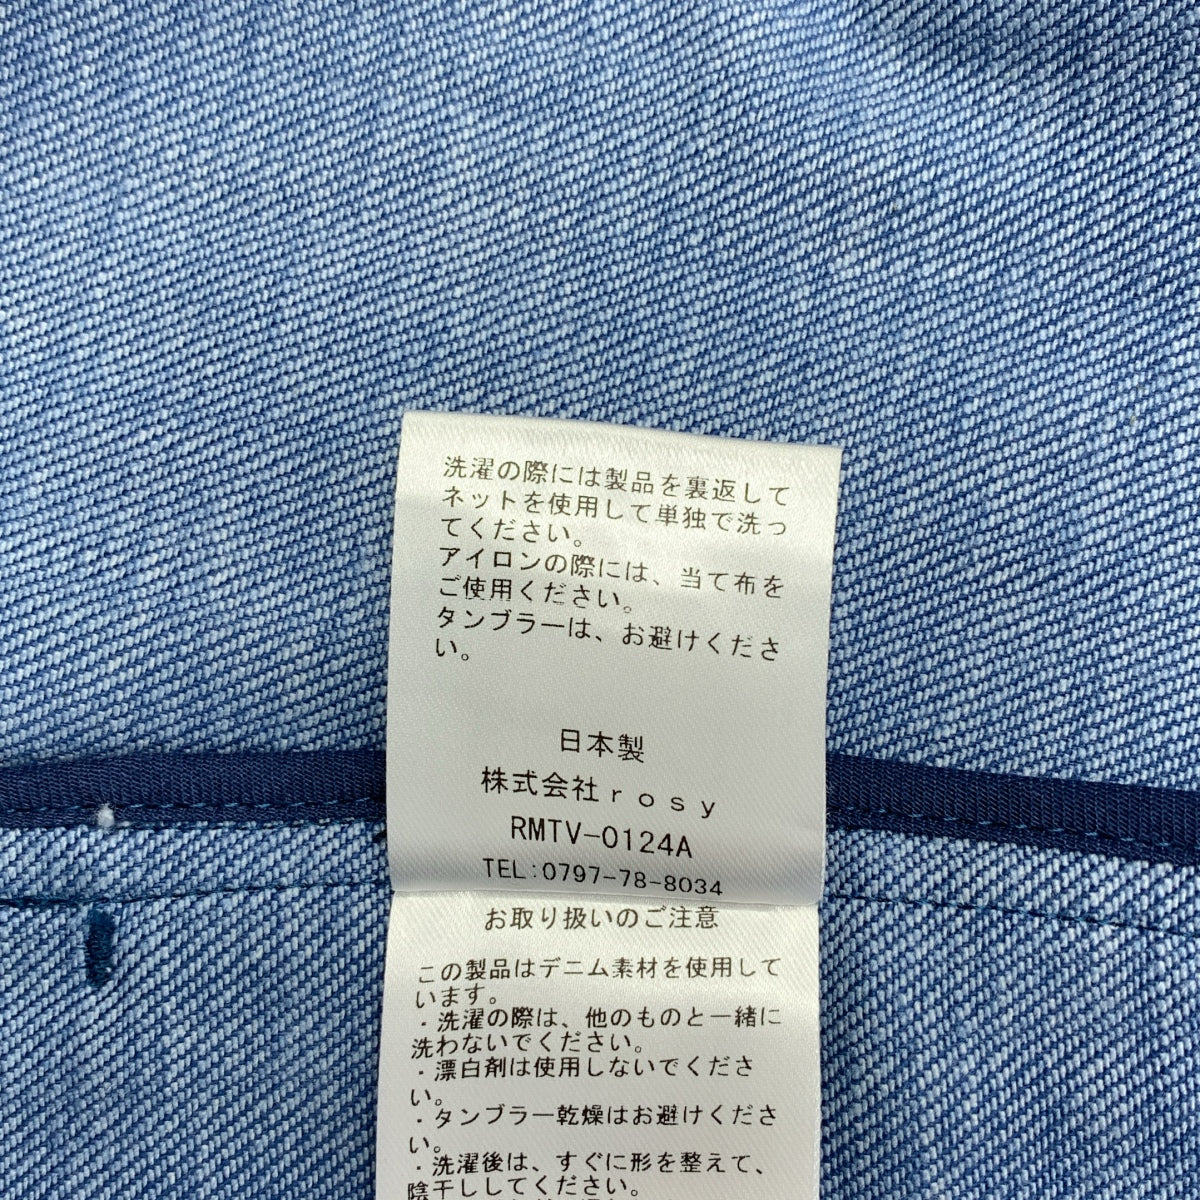 洗濯の際には製品を裏返して
ネットを使用して単独で洗っ
てください。
アイロンの際には、当て布を
ご使用ください。
タンブラーは、お避けくださ
い。
日本製
株式会社rosy
RMTV-0124A
TEL:0797-78-8034
お取り扱いのご注意
この製品はデニム素材を使用して
います。
・洗濯の際は、他のものと一緒に
洗わないでください。
・漂白剤は使用しないでくださ
い。
・タンブラー乾燥はお避けくださ
い。
・洗濯後は、すぐに形を整えて、
陰干ししてください。